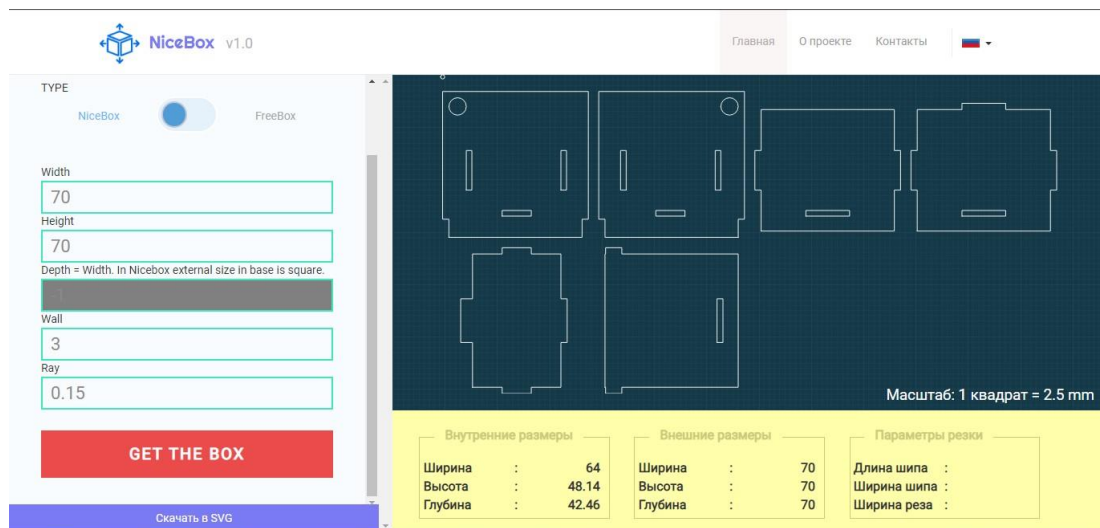 NiceBox v1.0
Главная О проекте Контакты
TYPE
NiceBox FreeBox
Width
70
Height
70
Depth = Width. In Nicebox external size in base is square.
-1
Wall
3
Ray
0.15
GET THE BOX
Скачать в SVG
Масштаб: 1 квадрат = 2.5 mm
Внутренние размеры
Ширина : 64
Высота : 48.14
Глубина : 42.46
Внешние размеры
Ширина : 70
Высота : 70
Глубина : 70
Параметры резки
Длина шипа :
Ширина шипа :
Ширина реза :